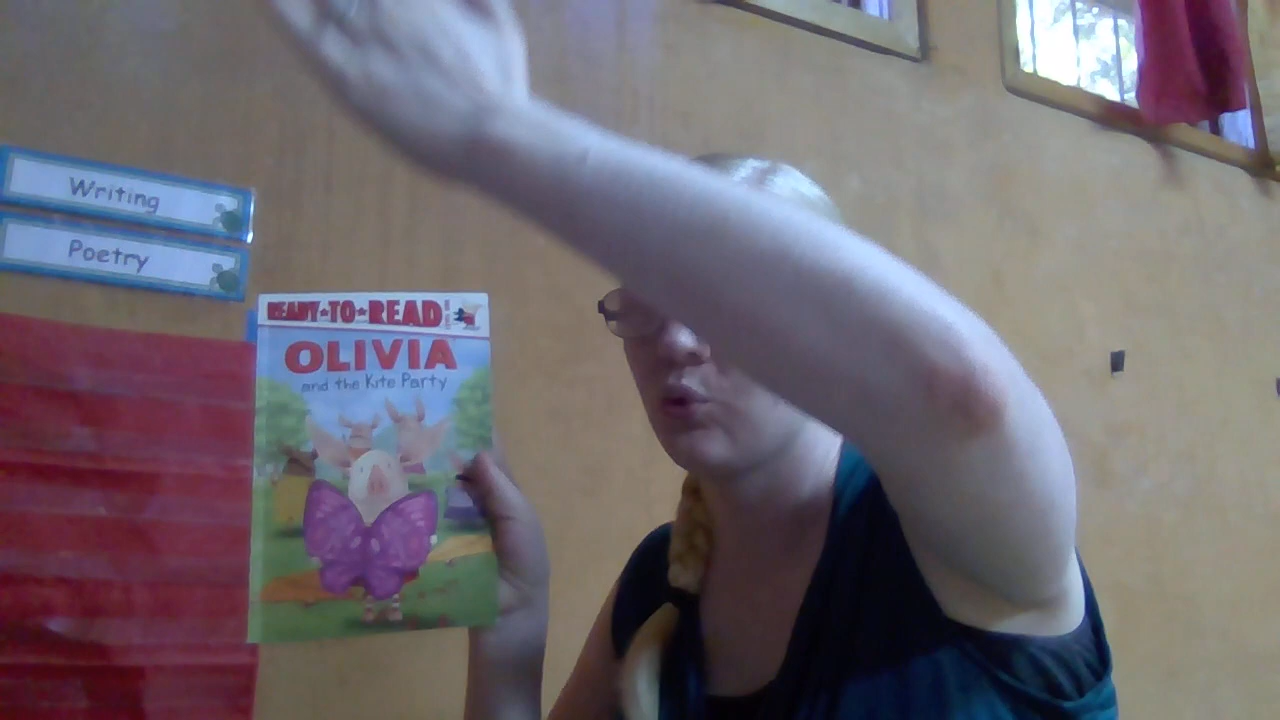 Writing
Poetry
READY-TO-READ
OLIVIA
and the Kite Party